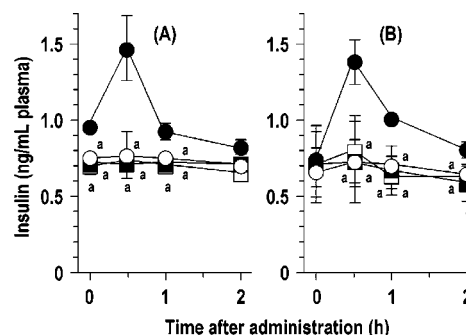 (A) (B)
1.5 1.5
1.0 1.0
Insulin (ng/mL plasma)
a a a
a a a
a a a
a a a
0.5 0.5
0 0
0 1 2 0 1 2
Time after administration (h)